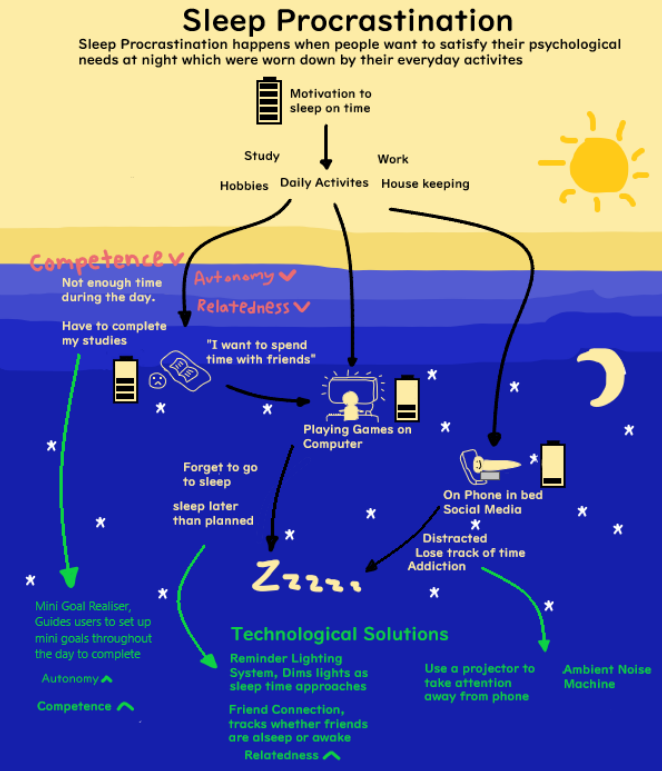 Sleep Procrastination
Sleep Procrastination happens when people want to satisfy their psychological
needs at night which were worn down by their everyday activites
Motivation to
sleep on time
Study
Work
Hobbies
Daily Activites
House keeping
Competence
Not enough time
during the day.
Have to complete
my studies
Autonomy
Relatedness
"I want to spend
time with friends"
Playing Games on
Computer
Forget to go
to sleep
sleep later
than planned
On Phone in bed
Social Media
Distracted
Lose track of time
Addiction
Zzzzz
Mini Goal Realiser,
Guides users to set up
mini goals throughout
the day to complete
Autonomy
Competence
Technological Solutions
Reminder Lighting
System, Dims lights as
sleep time approaches
Friend Connection,
tracks whether friends
are alseep or awake
Relatedness
Use a projector to
take attention
away from phone
Ambient Noise
Machine